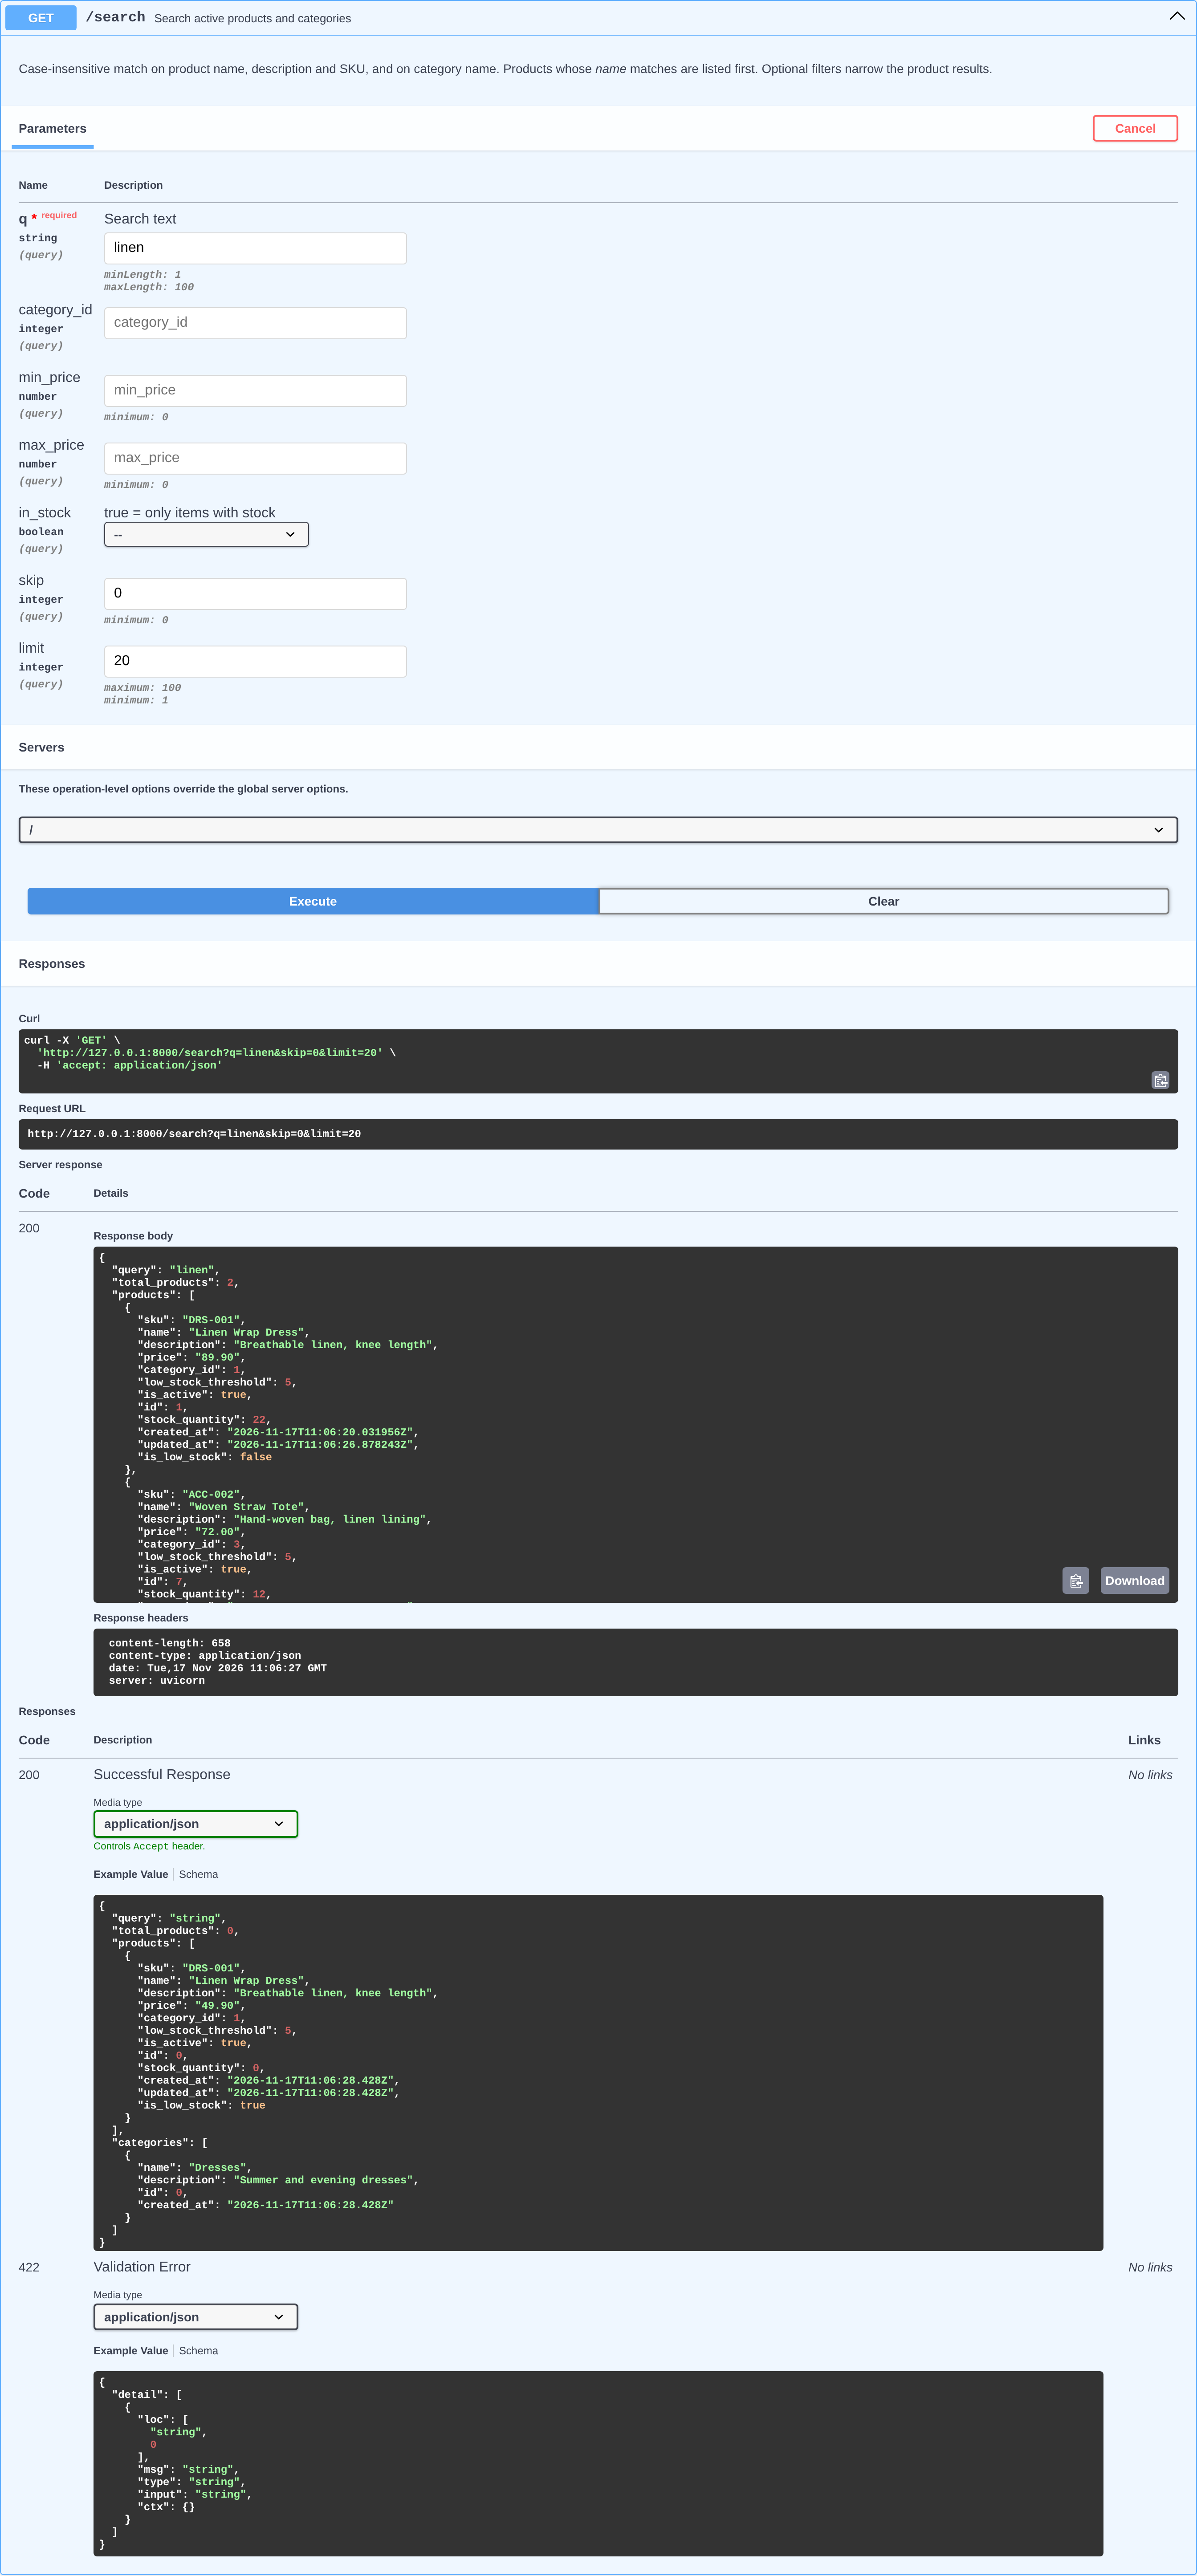 GET /search Search active products and categories
Case-insensitive match on product name, description and SKU, and on category name. Products whose name matches are listed first. Optional filters narrow the product results.
Parameters
Cancel
Name Description
q * required
string
(query)
Search text
linen
minLength: 1
maxLength: 100
category_id
integer
(query)
category_id
min_price
number
(query)
min_price
minimum: 0
max_price
number
(query)
max_price
minimum: 0
in_stock
boolean
(query)
true = only items with stock
--
skip
integer
(query)
0
minimum: 0
limit
integer
(query)
20
maximum: 100
minimum: 1
Servers
These operation-level options override the global server options.
/
Execute
Clear
Responses
Curl
curl -X 'GET' \
  'http://127.0.0.1:8000/search?q=linen&skip=0&limit=20' \
  -H 'accept: application/json'
Request URL
http://127.0.0.1:8000/search?q=linen&skip=0&limit=20
Server response
Code Details
200
Response body
{
  "query": "linen",
  "total_products": 2,
  "products": [
    {
      "sku": "DRS-001",
      "name": "Linen Wrap Dress",
      "description": "Breathable linen, knee length",
      "price": "89.90",
      "category_id": 1,
      "low_stock_threshold": 5,
      "is_active": true,
      "id": 1,
      "stock_quantity": 22,
      "created_at": "2026-11-17T11:06:20.031956Z",
      "updated_at": "2026-11-17T11:06:26.878243Z",
      "is_low_stock": false
    },
    {
      "sku": "ACC-002",
      "name": "Woven Straw Tote",
      "description": "Hand-woven bag, linen lining",
      "price": "72.00",
      "category_id": 3,
      "low_stock_threshold": 5,
      "is_active": true,
      "id": 7,
      "stock_quantity": 12,
Download
Response headers
content-length: 658
content-type: application/json
date: Tue,17 Nov 2026 11:06:27 GMT
server: uvicorn
Responses
Code Description Links
200 Successful Response No links
Media type
application/json
Controls Accept header.
Example Value Schema
{
  "query": "string",
  "total_products": 0,
  "products": [
    {
      "sku": "DRS-001",
      "name": "Linen Wrap Dress",
      "description": "Breathable linen, knee length",
      "price": "49.90",
      "category_id": 1,
      "low_stock_threshold": 5,
      "is_active": true,
      "id": 0,
      "stock_quantity": 0,
      "created_at": "2026-11-17T11:06:28.428Z",
      "updated_at": "2026-11-17T11:06:28.428Z",
      "is_low_stock": true
    }
  ],
  "categories": [
    {
      "name": "Dresses",
      "description": "Summer and evening dresses",
      "id": 0,
      "created_at": "2026-11-17T11:06:28.428Z"
    }
  ]
}
422 Validation Error No links
Media type
application/json
Example Value Schema
{
  "detail": [
    {
      "loc": [
        "string",
        0
      ],
      "msg": "string",
      "type": "string",
      "input": "string",
      "ctx": {}
    }
  ]
}